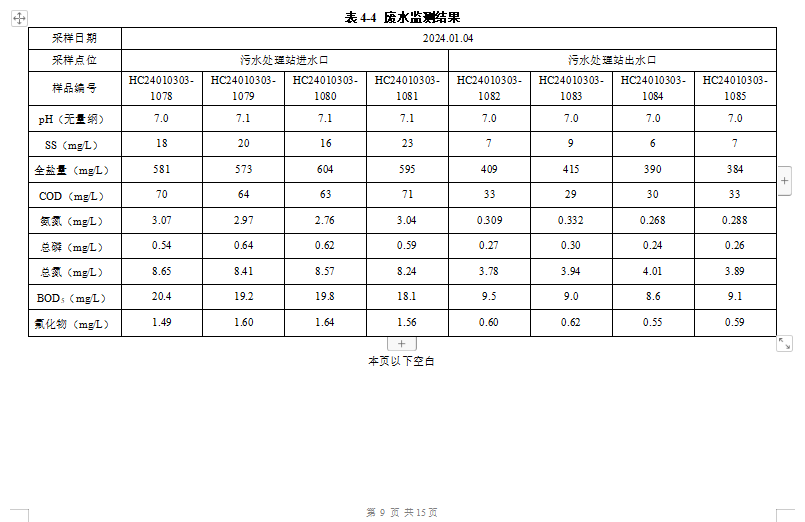 表 4-4 废水监测结果
采样日期 2024.01.04
采样点位 污水处理站进水口 污水处理站出水口
样品编号 HC24010303-1078 HC24010303-1079 HC24010303-1080 HC24010303-1081 HC24010303-1082 HC24010303-1083 HC24010303-1084 HC24010303-1085
pH（无量纲） 7.0 7.1 7.1 7.1 7.0 7.0 7.0 7.0
SS（mg/L） 18 20 16 23 7 9 6 7
全盐量（mg/L） 581 573 604 595 409 415 390 384
COD（mg/L） 70 64 63 71 33 29 30 33
氨氮（mg/L） 3.07 2.97 2.76 3.04 0.309 0.332 0.268 0.288
总磷（mg/L） 0.54 0.64 0.62 0.59 0.27 0.30 0.24 0.26
总氮（mg/L） 8.65 8.41 8.57 8.24 3.78 3.94 4.01 3.89
BOD₅（mg/L） 20.4 19.2 19.8 18.1 9.5 9.0 8.6 9.1
氟化物（mg/L） 1.49 1.60 1.64 1.56 0.60 0.62 0.55 0.59
本页以下空白
第 9 页 共 15 页